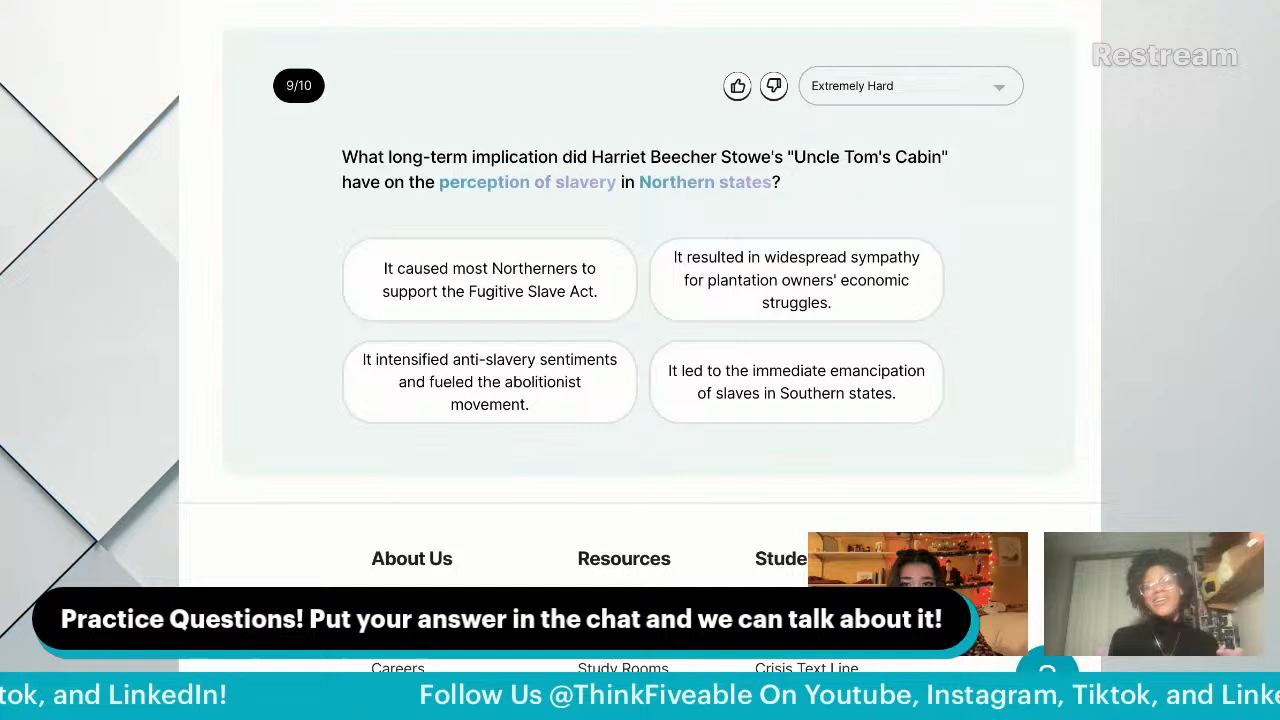 Restream
9/10
Extremely Hard
What long-term implication did Harriet Beecher Stowe's "Uncle Tom's Cabin"
have on the perception of slavery in Northern states?
It caused most Northerners to
support the Fugitive Slave Act.
It resulted in widespread sympathy
for plantation owners' economic
struggles.
It intensified anti-slavery sentiments
and fueled the abolitionist
movement.
It led to the immediate emancipation
of slaves in Southern states.
About Us
Resources
Stude
Practice Questions! Put your answer in the chat and we can talk about it!
Careers
Study Rooms
Crisis Text Line
tok, and LinkedIn!
Follow Us @ThinkFiveable On Youtube, Instagram, Tiktok, and Linke